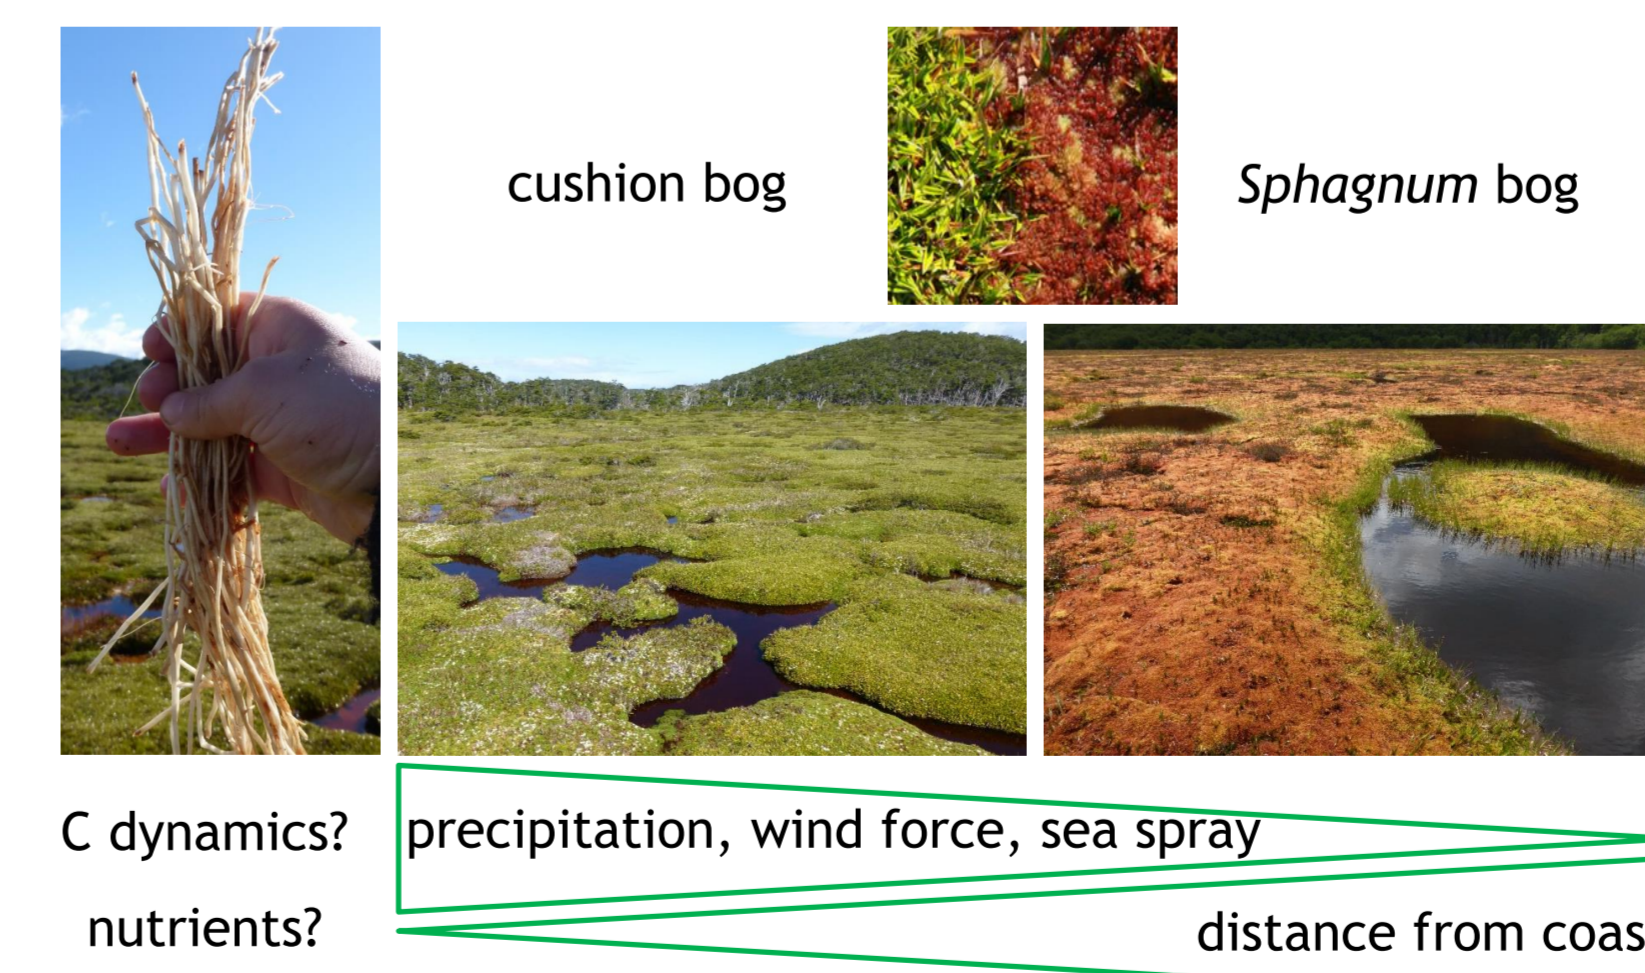 cushion bog
Sphagnum bog
C dynamics?
precipitation, wind force, sea spray
nutrients?
distance from coas